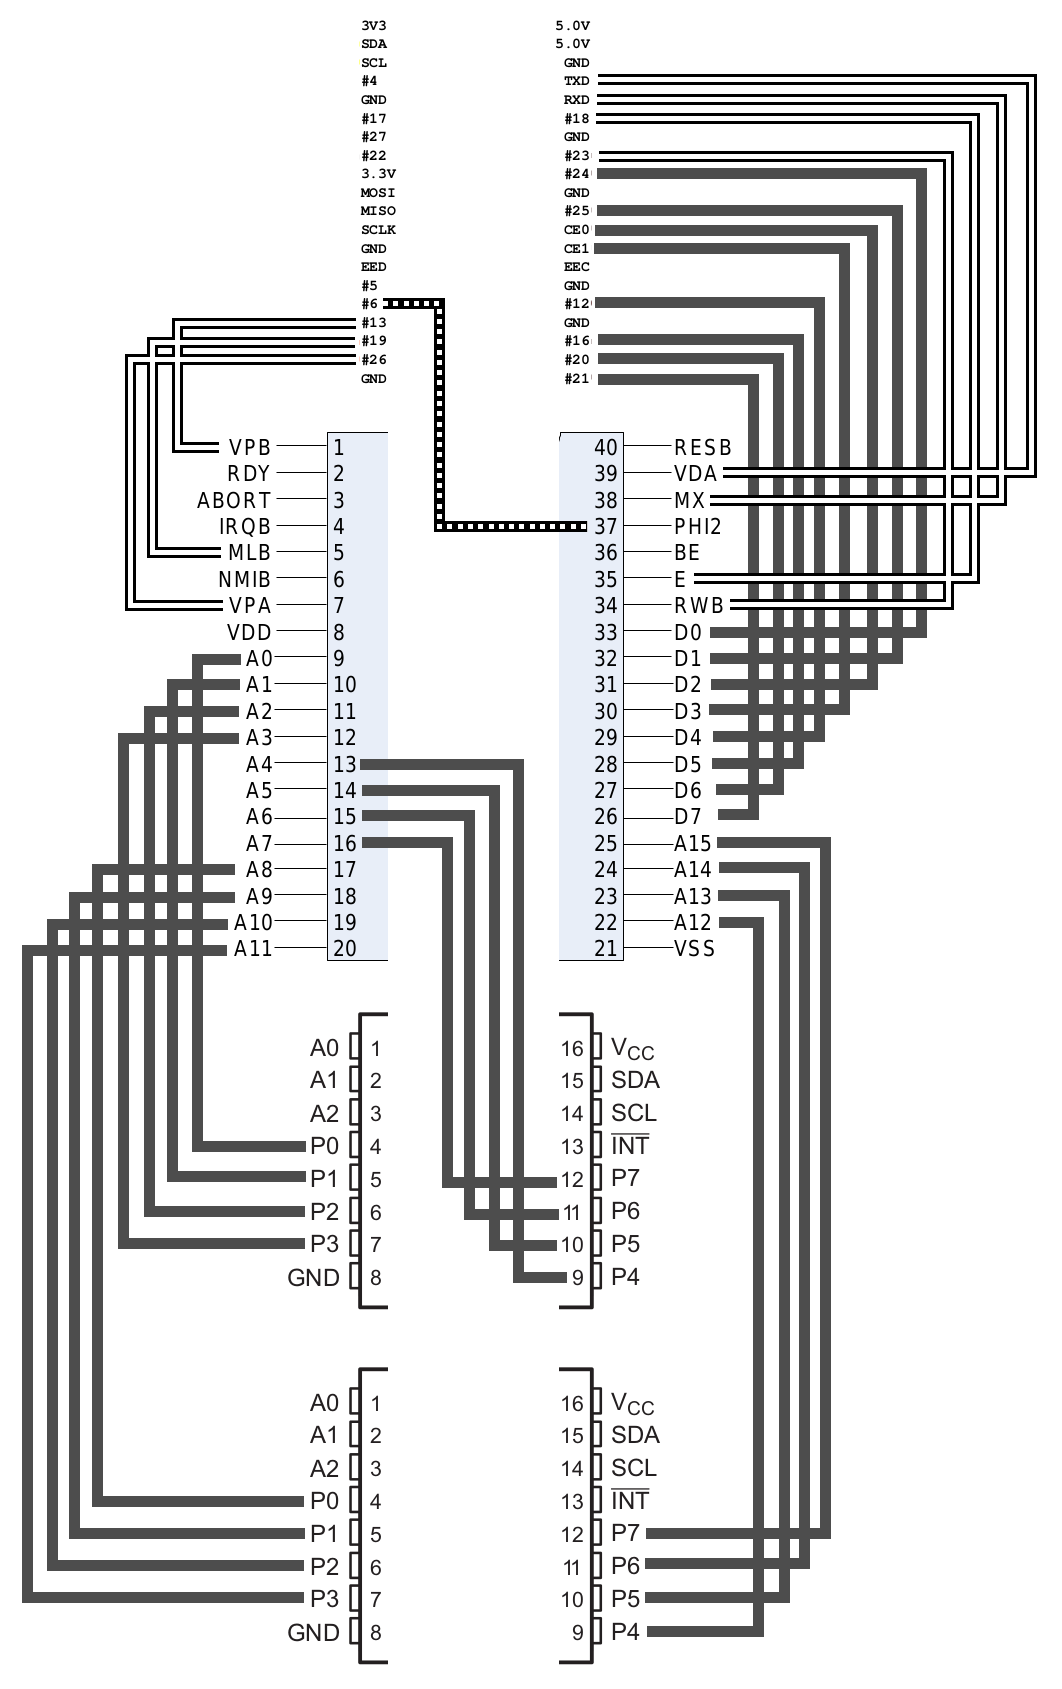 3V3 5.0V
SDA 5.0V
SCL GND
#4 TXD
GND RXD
#17 #18
#27 GND
#22 #23
3.3V #24
MOSI GND
MISO #25
SCLK CE0
GND CE1
EED EEC
#5 GND
#6 #12
#13 GND
#19 #16
#26 #20
GND #21
VPB 1 40 RESB
RDY 2 39 VDA
ABORT 3 38 MX
IRQB 4 37 PHI2
MLB 5 36 BE
NMIB 6 35 E
VPA 7 34 RWB
VDD 8 33 D0
A0 9 32 D1
A1 10 31 D2
A2 11 30 D3
A3 12 29 D4
A4 13 28 D5
A5 14 27 D6
A6 15 26 D7
A7 16 25 A15
A8 17 24 A14
A9 18 23 A13
A10 19 22 A12
A11 20 21 VSS
A0 1 16 VCC
A1 2 15 SDA
A2 3 14 SCL
P0 4 13 INT
P1 5 12 P7
P2 6 11 P6
P3 7 10 P5
GND 8 9 P4
A0 1 16 VCC
A1 2 15 SDA
A2 3 14 SCL
P0 4 13 INT
P1 5 12 P7
P2 6 11 P6
P3 7 10 P5
GND 8 9 P4